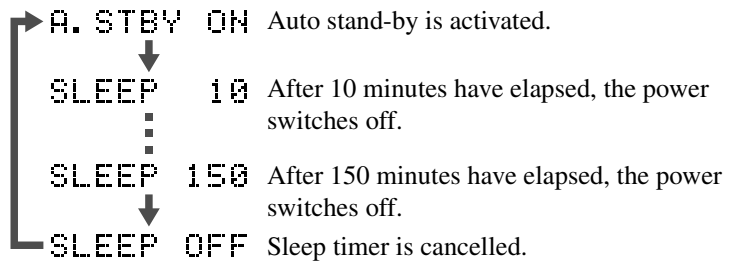 A. STBY ON Auto stand-by is activated.
SLEEP 10 After 10 minutes have elapsed, the power
switches off.
SLEEP 150 After 150 minutes have elapsed, the power
switches off.
SLEEP OFF Sleep timer is cancelled.